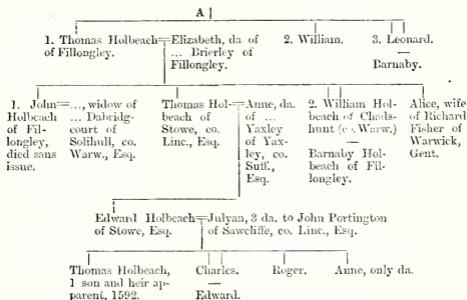 A
1. Thomas Holbeach=Elizabeth, da of 2. William. 3. Leonard.
of Fillongley. ... Brierley of —
Fillongley. Barnaby.
1. John=..., widow of Thomas Hol-=Anne, da. 2. William Hol- Alice, wife
Holbeach ... Dabridg- beach of of ... beach of Chads- of Richard
of Fil- court of Stowe, co. Yaxley hunt (co. Warw.) Fisher of
longley, Solihull, co. Linc., Esq. of Yax- — Warwick,
died sans Warw., Esq. ley, co. Barnaby Hol- Gent.
issue. Suff., beach of Fil-
Esq. longley.
Edward Holbeach=Julyan, 3 da. to John Portington
of Stowe, Esq. of Sawcliffe, co. Linc., Esq.
Thomas Holbeach, Charles. Roger. Anne, only da.
1 son and heir ap- —
parent, 1592. Edward.